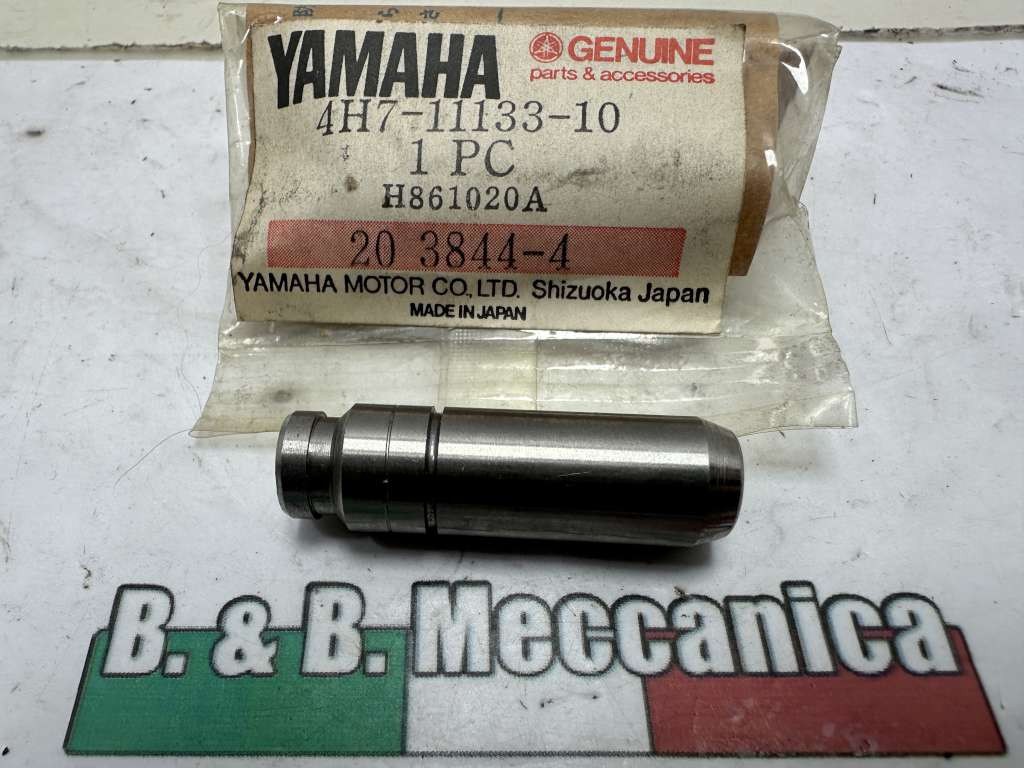 YAMAHA GENUINE
parts & accessories
4H7-11133-10
1 PC
H861020A
20 3844-4
YAMAHA MOTOR CO., LTD. Shizuoka Japan
MADE IN JAPAN
B. & B. Meccanica